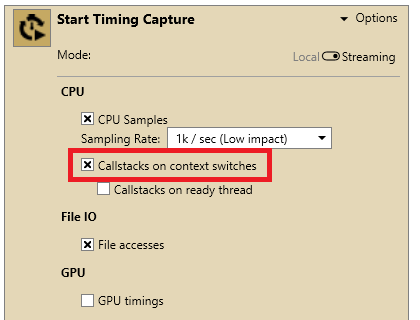 Start Timing Capture Options
Mode: Local Streaming
CPU
CPU Samples
Sampling Rate: 1k / sec (Low impact)
Callstacks on context switches
Callstacks on ready thread
File IO
File accesses
GPU
GPU timings